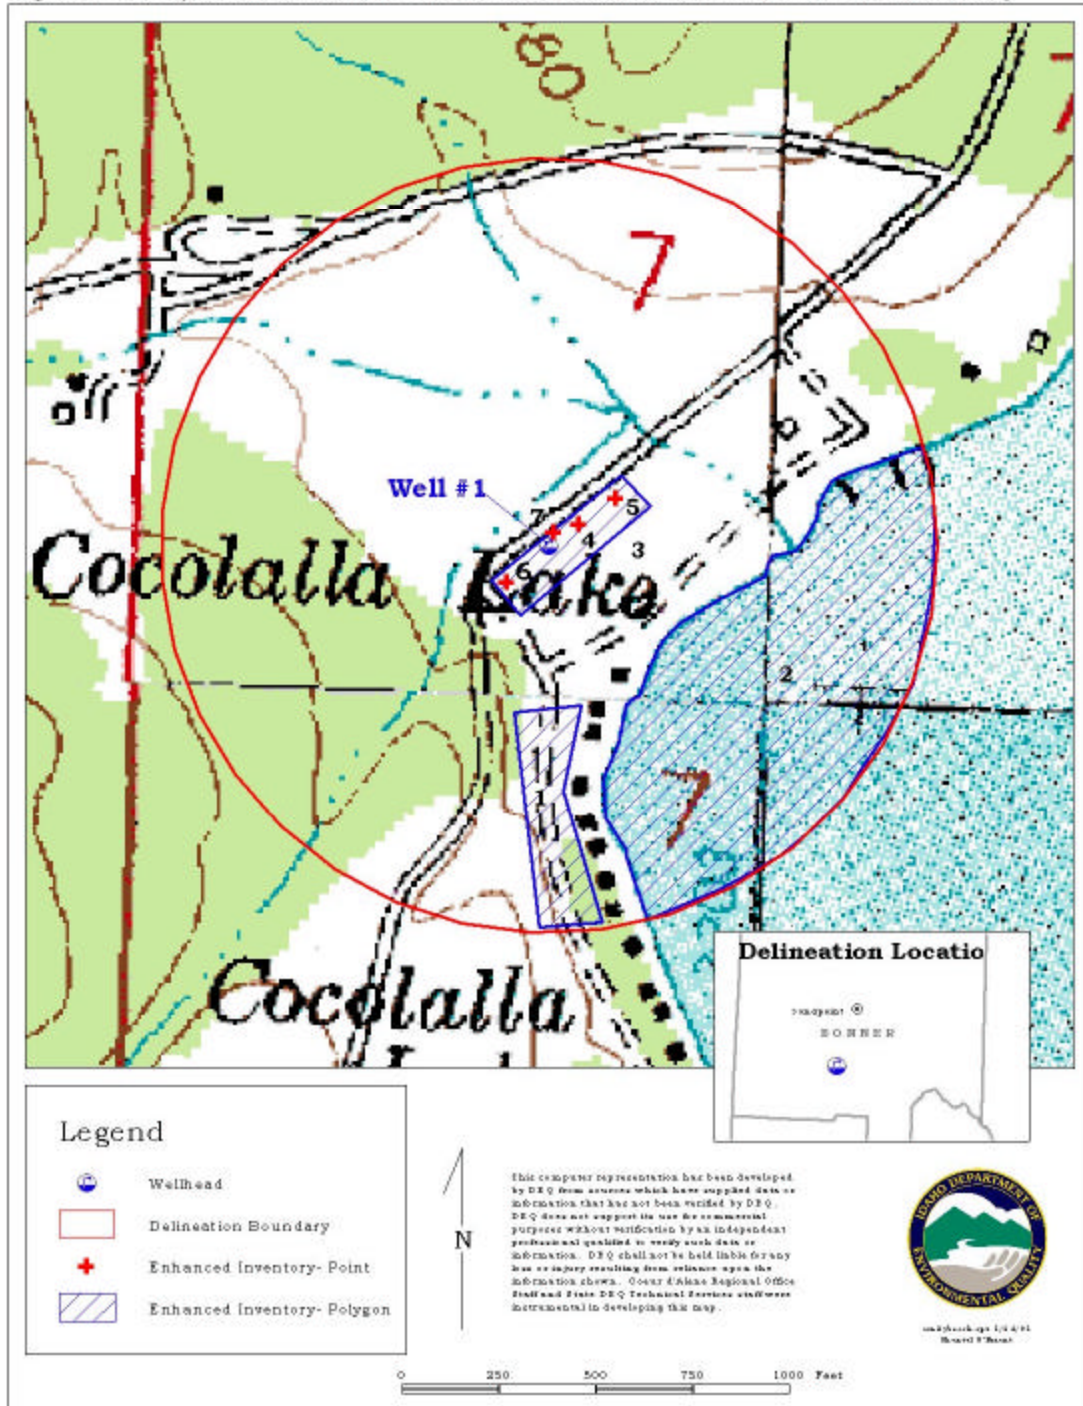 80
7
Well #1
7
5
4
3
6
Cocolalla Lake
1
2
7
1
Cocolalla
Delineation Locatio
BONNER
Legend
Wellhead
Delineation Boundary
Enhanced Inventory- Point
Enhanced Inventory- Polygon
N
This computer representation has been developed
by DEQ from sources which have supplied data or
information that has not been verified by DEQ.
DEQ does not support its use for commercial
purposes without verification by an independent
professional qualified to verify such data or
information. DEQ shall not be held liable for any
loss or injury resulting from reliance upon the
information shown. Coeur d'Alene Regional Office
Staff and State DEQ Technical Services staff were
instrumental in developing this map.
IDAHO DEPARTMENT OF
ENVIRONMENTAL QUALITY
0 250 500 750 1000 Feet